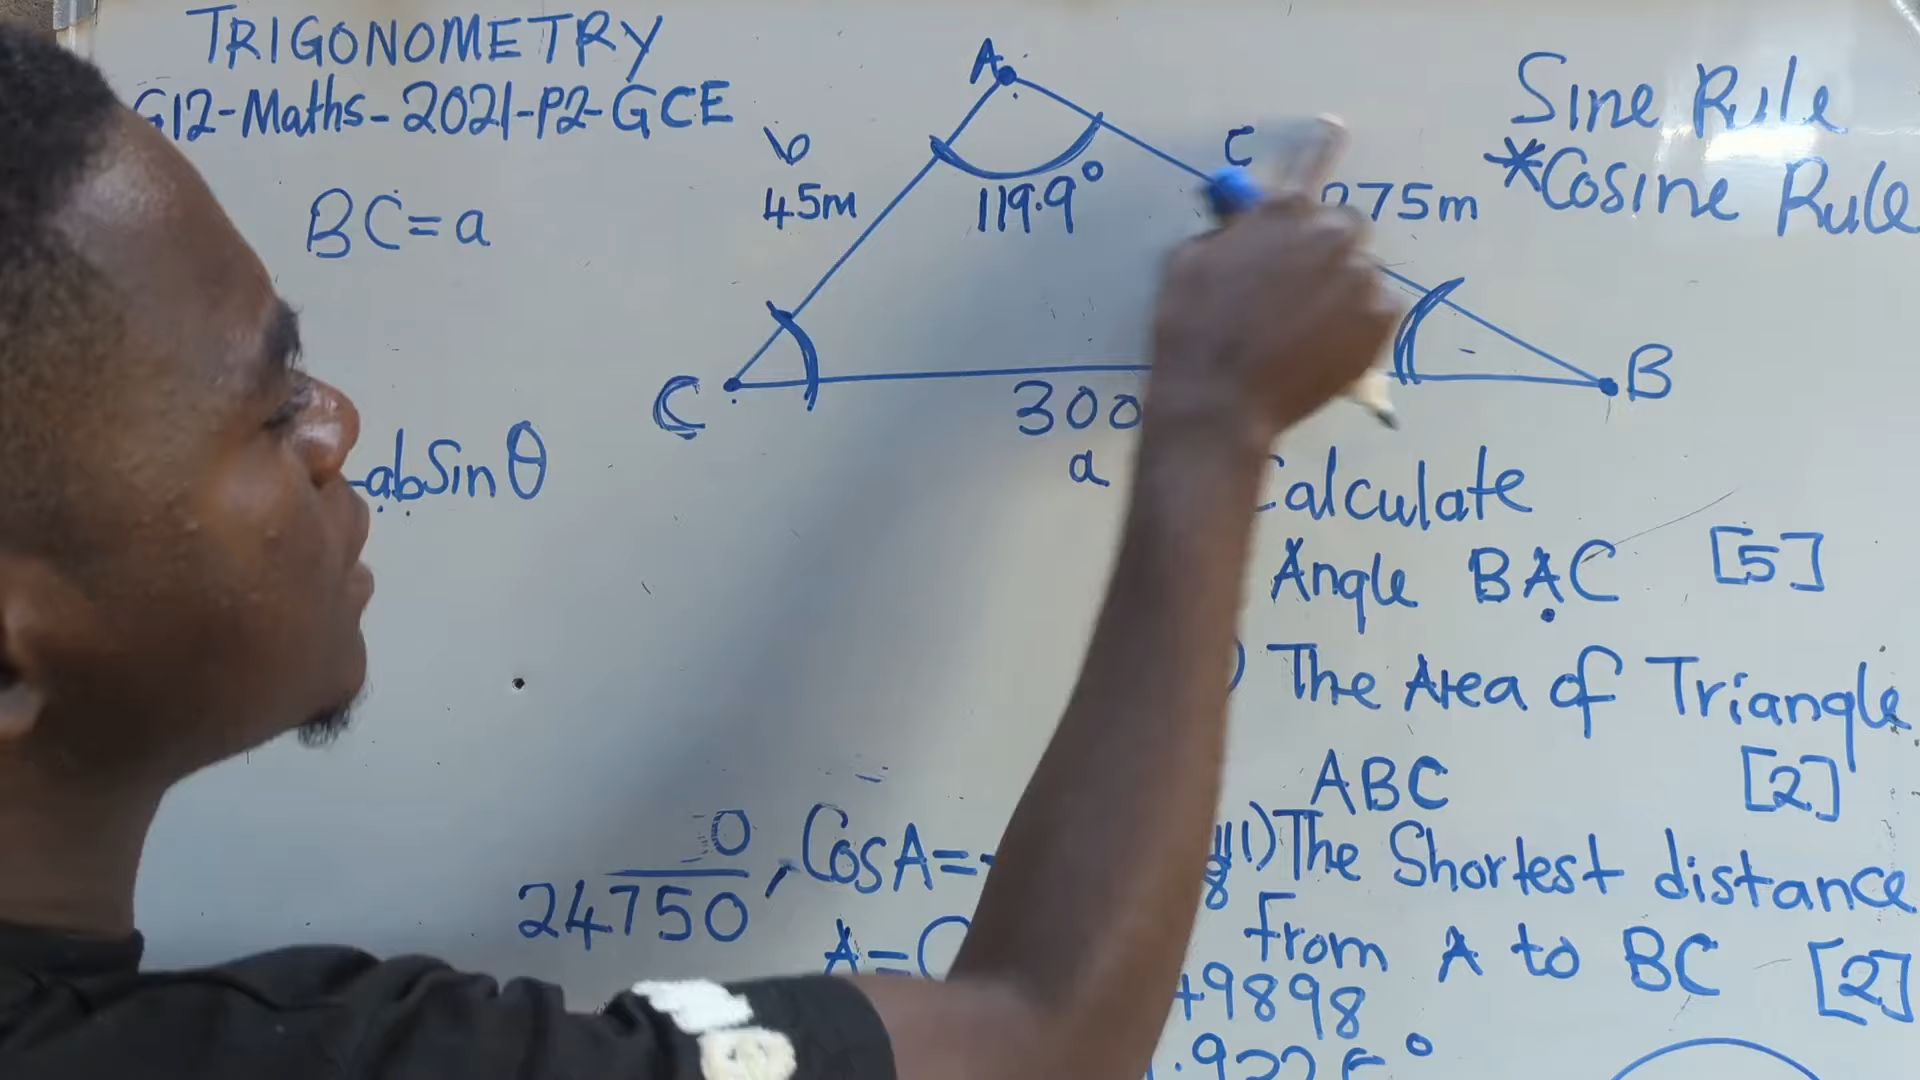 TRIGONOMETRY
G12-Maths-2021-P2-GCE
BC=a
A
b
45m
119.9°
c
275m
Sine Rule
*Cosine Rule
C
300
a
B
abSinθ
Calculate
Angle BAC [5]
) The Area of Triangle
ABC [2]
0
24750
, CosA=-
A=C
The Shortest distance
from A to BC [2]
+9898